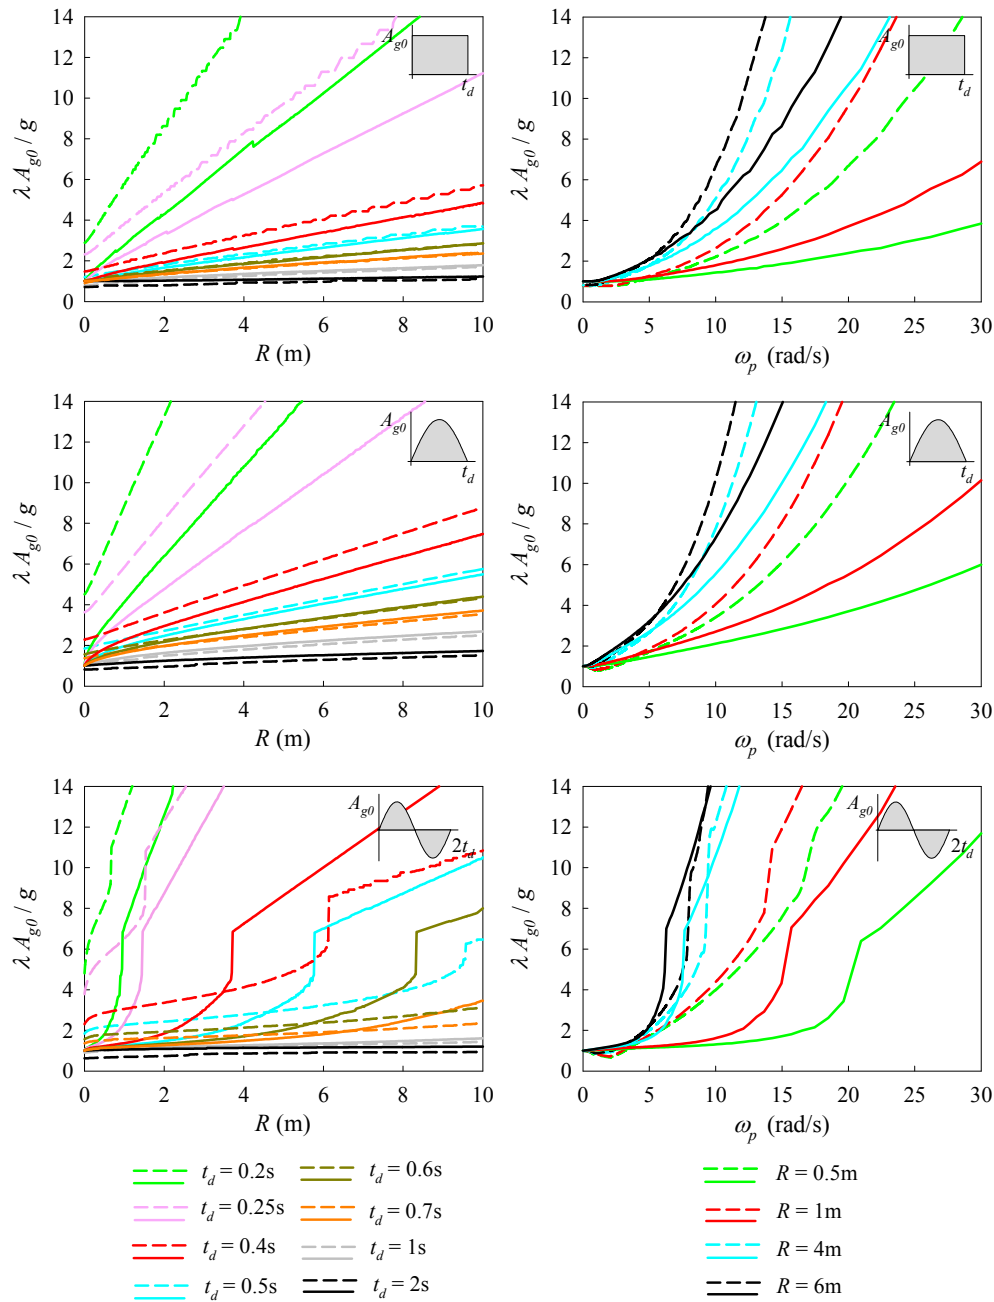 14
12
10
8
6
4
2
0
λ A_g0 / g
0 2 4 6 8 10
R (m)
A_g0
t_d
14
12
10
8
6
4
2
0
λ A_g0 / g
0 5 10 15 20 25 30
ω_p (rad/s)
A_g0
t_d
14
12
10
8
6
4
2
0
λ A_g0 / g
0 2 4 6 8 10
R (m)
A_g0
t_d
14
12
10
8
6
4
2
0
λ A_g0 / g
0 5 10 15 20 25 30
ω_p (rad/s)
A_g0
t_d
14
12
10
8
6
4
2
0
λ A_g0 / g
0 2 4 6 8 10
R (m)
A_g0
2t_d
14
12
10
8
6
4
2
0
λ A_g0 / g
0 5 10 15 20 25 30
ω_p (rad/s)
A_g0
2t_d
t_d = 0.2s
t_d = 0.25s
t_d = 0.4s
t_d = 0.5s
t_d = 0.6s
t_d = 0.7s
t_d = 1s
t_d = 2s
R = 0.5m
R = 1m
R = 4m
R = 6m